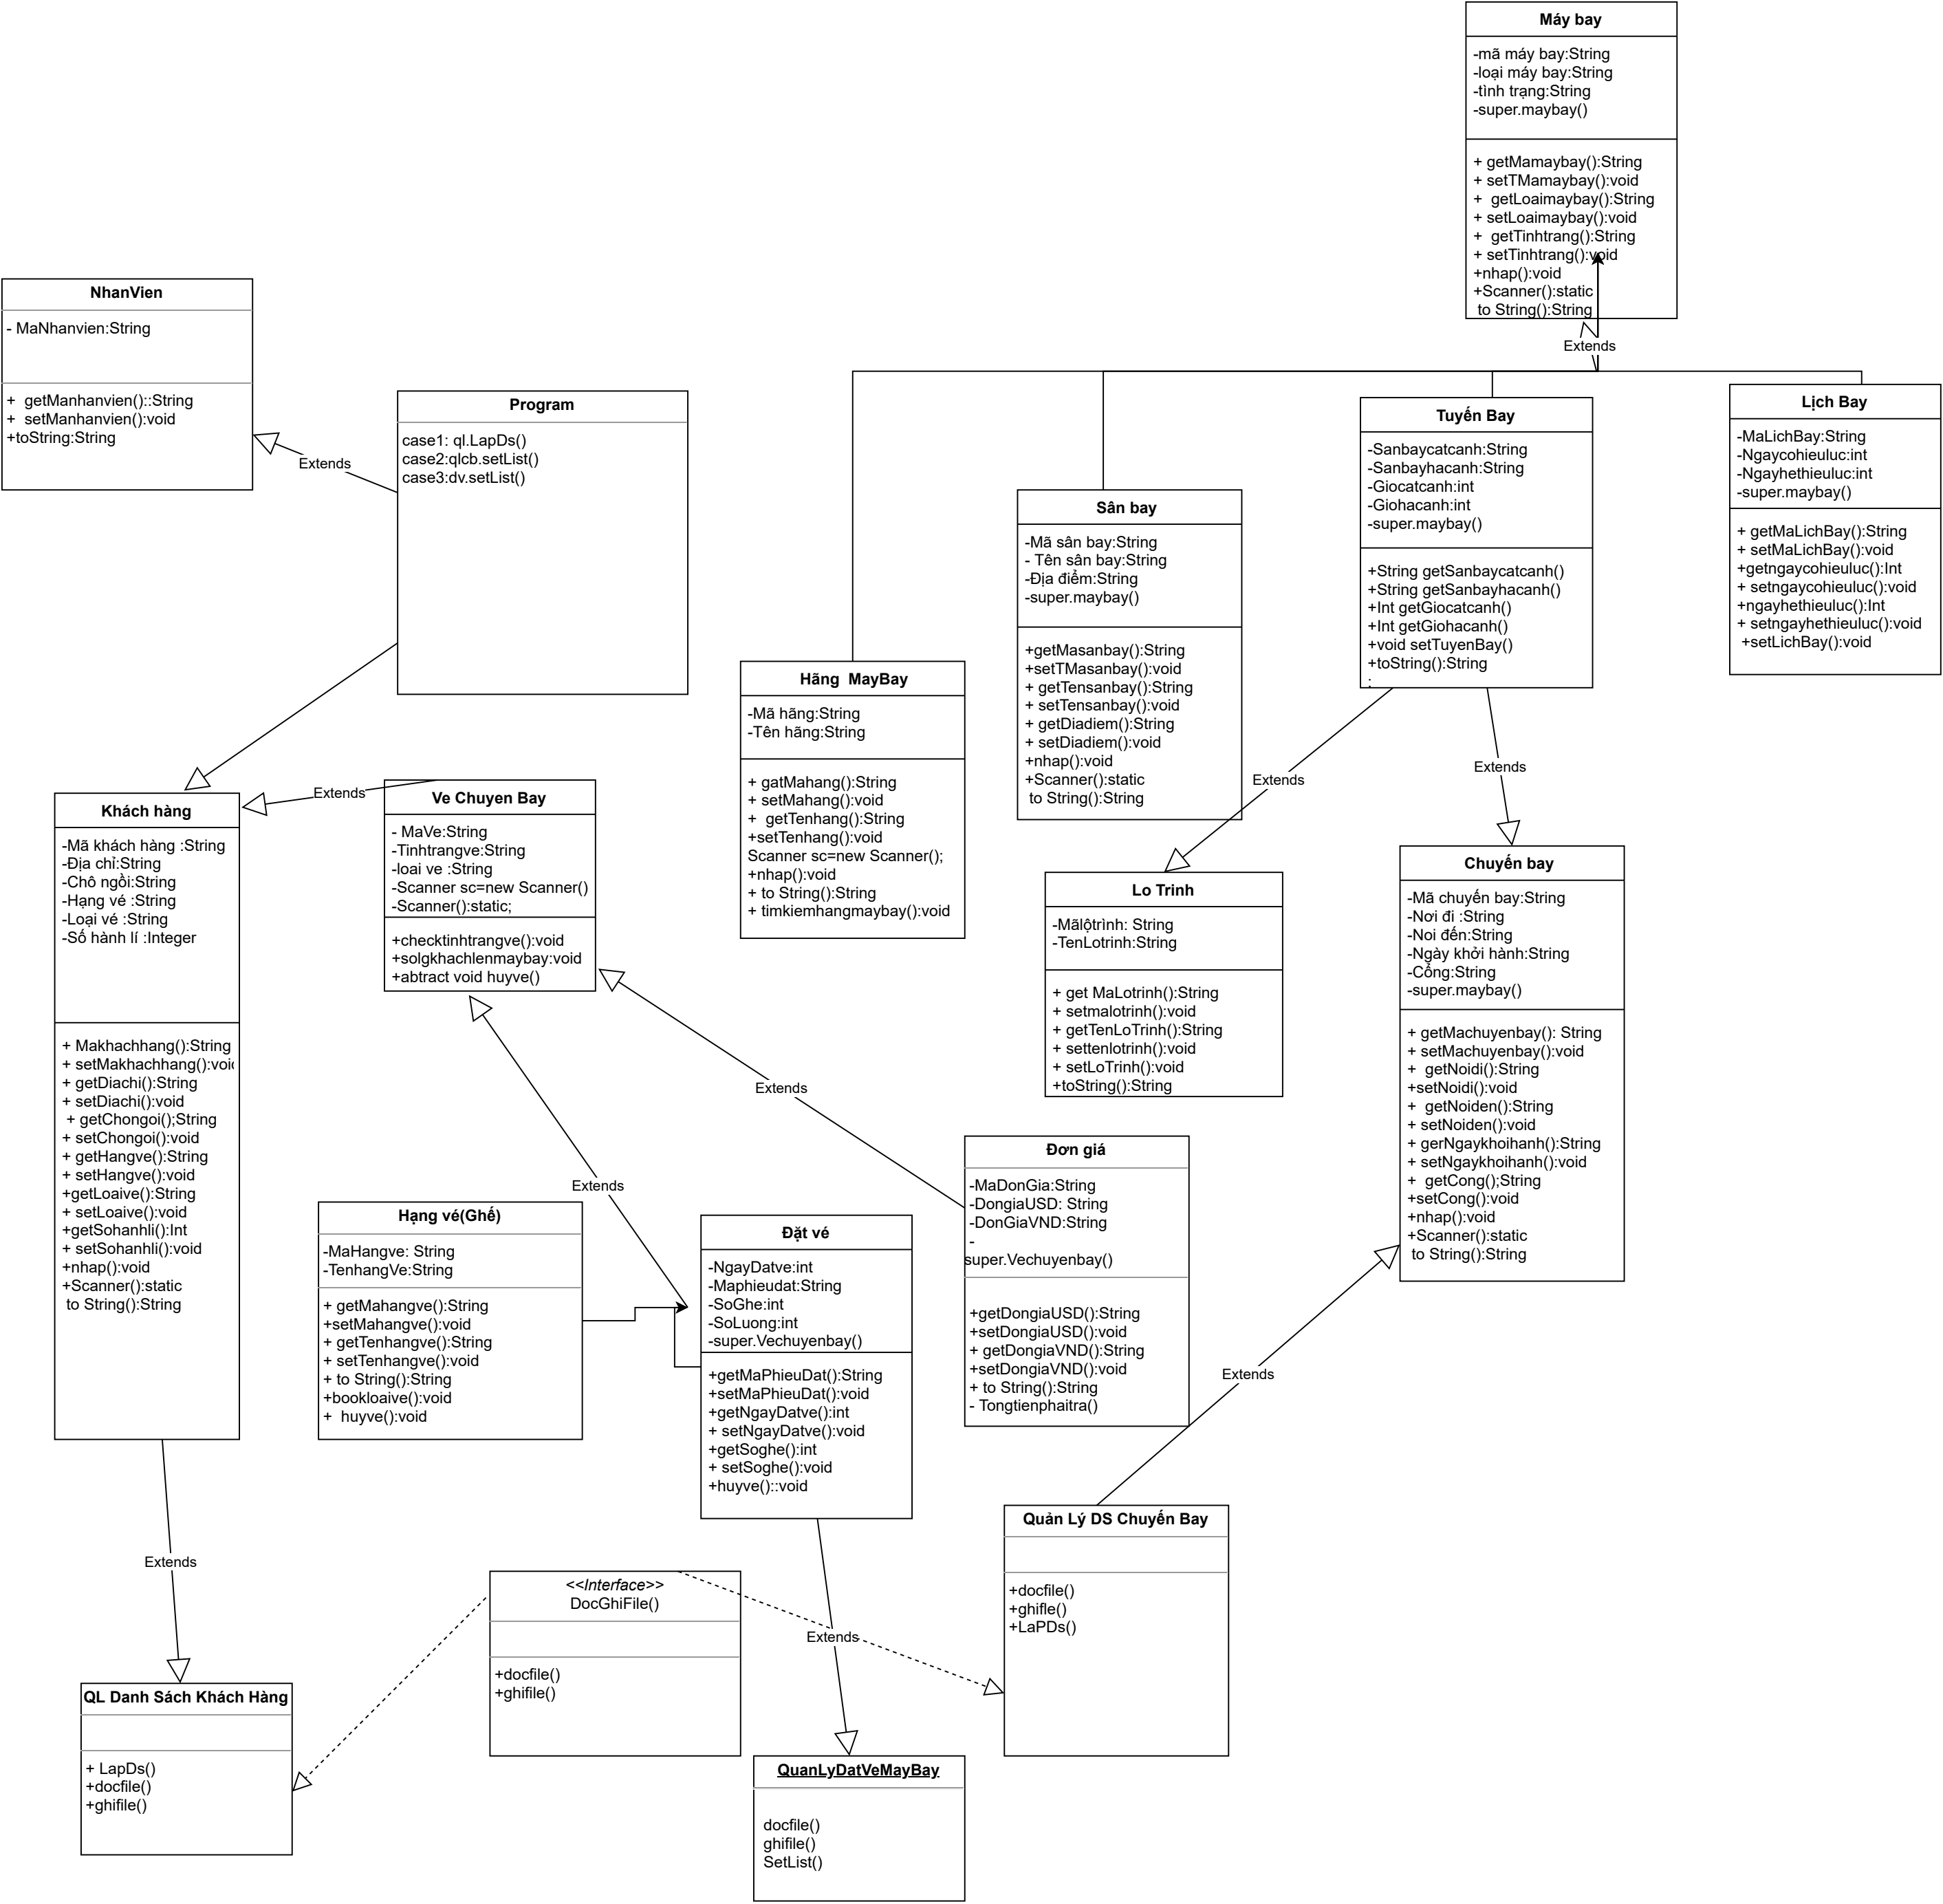 Máy bay
-mã máy bay:String
-loại máy bay:String
-tình trạng:String
-super.maybay()
+ getMamaybay():String
+ setTMamaybay():void
+  getLoaimaybay():String
+ setLoaimaybay():void
+  getTinhtrang():String
+ setTinhtrang():void
+nhap():void
+Scanner():static
to String():String
Extends
NhanVien
- MaNhanvien:String
+  getManhanvien()::String
+  setManhanvien():void
+toString:String
Extends
Program
case1: ql.LapDs()
case2:qlcb.setList()
case3:dv.setList()
Hãng  MayBay
-Mã hãng:String
-Tên hãng:String
+ gatMahang():String
+ setMahang():void
+  getTenhang():String
+setTenhang():void
Scanner sc=new Scanner();
+nhap():void
+ to String():String
+ timkiemhangmaybay():void
Sân bay
-Mã sân bay:String
- Tên sân bay:String
-Địa điểm:String
-super.maybay()
+getMasanbay():String
+setTMasanbay():void
+ getTensanbay():String
+ setTensanbay():void
+ getDiadiem():String
+ setDiadiem():void
+nhap():void
+Scanner():static
to String():String
Tuyến Bay
-Sanbaycatcanh:String
-Sanbayhacanh:String
-Giocatcanh:int
-Giohacanh:int
-super.maybay()
+String getSanbaycatcanh()
+String getSanbayhacanh()
+Int getGiocatcanh()
+Int getGiohacanh()
+void setTuyenBay()
+toString():String
;
Lịch Bay
-MaLichBay:String
-Ngaycohieuluc:int
-Ngayhethieuluc:int
-super.maybay()
+ getMaLichBay():String
+ setMaLichBay():void
+getngaycohieuluc():Int
+ setngaycohieuluc():void
+ngayhethieuluc():Int
+ setngayhethieuluc():void
+setLichBay():void
Extends
Extends
Extends
Khách hàng
-Mã khách hàng :String
-Địa chỉ:String
-Chô ngồi:String
-Hạng vé :String
-Loại vé :String
-Số hành lí :Integer
+ Makhachhang():String
+ setMakhachhang():voi
+ getDiachi():String
+ setDiachi():void
+ getChongoi();String
+ setChongoi():void
+ getHangve():String
+ setHangve():void
+getLoaive():String
+ setLoaive():void
+getSohanhli():Int
+ setSohanhli():void
+nhap():void
+Scanner():static
to String():String
Ve Chuyen Bay
- MaVe:String
-Tinhtrangve:String
-loai ve :String
-Scanner sc=new Scanner()
-Scanner():static;
+checktinhtrangve():void
+solgkhachlenmaybay:void
+abtract void huyve()
Lo Trinh
-Mãlộtrình: String
-TenLotrinh:String
+ get MaLotrinh():String
+ setmalotrinh():void
+ getTenLoTrinh():String
+ settenlotrinh():void
+ setLoTrinh():void
+toString():String
Chuyến bay
-Mã chuyến bay:String
-Nơi đi :String
-Noi đến:String
-Ngày khởi hành:String
-Cổng:String
-super.maybay()
+ getMachuyenbay(): String
+ setMachuyenbay():void
+  getNoidi():String
+setNoidi():void
+  getNoiden():String
+ setNoiden():void
+ gerNgaykhoihanh():String
+ setNgaykhoihanh():void
+  getCong();String
+setCong():void
+nhap():void
+Scanner():static
to String():String
Extends
Extends
Hạng vé(Ghế)
-MaHangve: String
-TenhangVe:String
+ getMahangve():String
+setMahangve():void
+ getTenhangve():String
+ setTenhangve():void
+ to String():String
+bookloaive():void
+  huyve():void
Đặt vé
-NgayDatve:int
-Maphieudat:String
-SoGhe:int
-SoLuong:int
-super.Vechuyenbay()
+getMaPhieuDat():String
+setMaPhieuDat():void
+getNgayDatve():int
+ setNgayDatve():void
+getSoghe():int
+ setSoghe():void
+huyve()::void
Đơn giá
-MaDonGia:String
-DongiaUSD: String
-DonGiaVND:String
-
super.Vechuyenbay()
+getDongiaUSD():String
+setDongiaUSD():void
+ getDongiaVND():String
+setDongiaVND():void
+ to String():String
- Tongtienphaitra()
Extends
Extends
Extends
Quản Lý DS Chuyến Bay
+docfile()
+ghifle()
+LaPDs()
<<Interface>>
DocGhiFile()
+docfile()
+ghifile()
QL Danh Sách Khách Hàng
+ LapDs()
+docfile()
+ghifile()
QuanLyDatVeMayBay
docfile()
ghifile()
SetList()